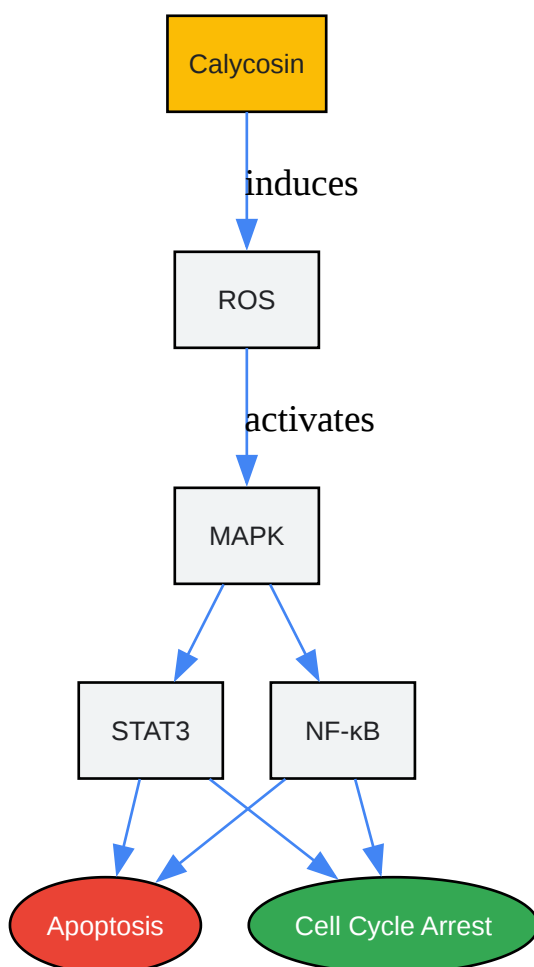 Calycosin
induces
ROS
activates
MAPK
STAT3
NF-κB
Apoptosis
Cell Cycle Arrest